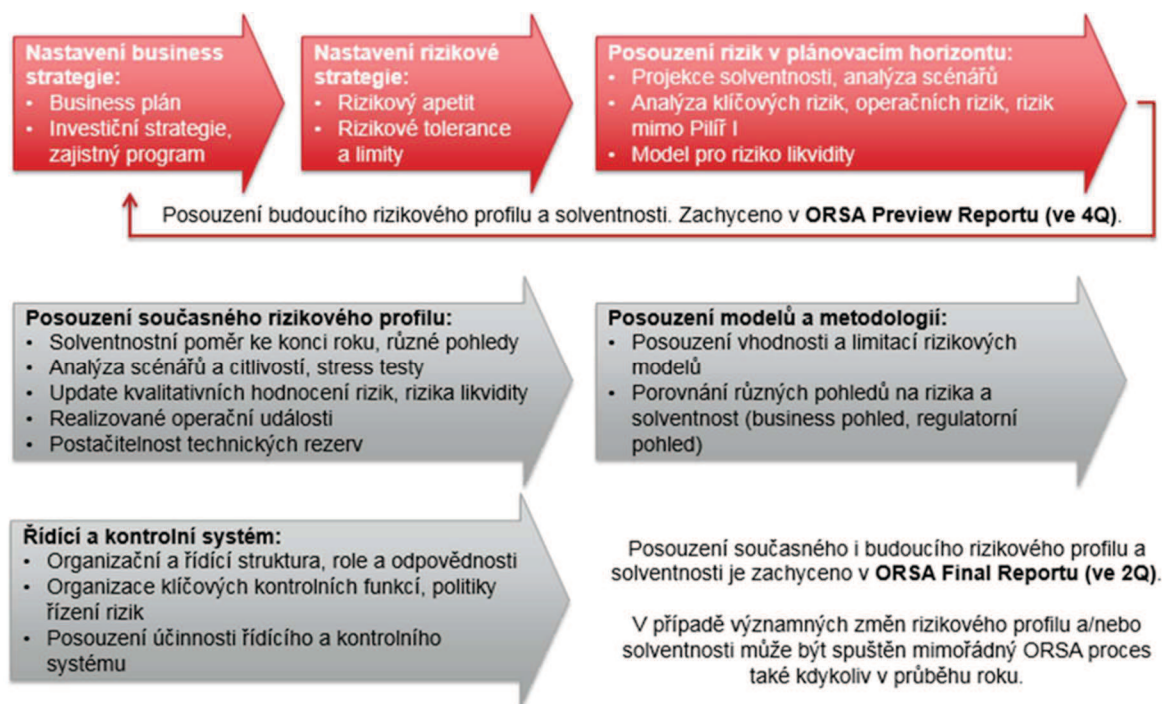 Nastavení business
strategie:
• Business plán
• Investiční strategie,
zajistný program
Nastavení rizikové
strategie:
• Rizikový apetit
• Rizikové tolerance
a limity
Posouzení rizik v plánovacím horizontu:
• Projekce solventnosti, analýza scénářů
• Analýza klíčových rizik, operačních rizik, rizik
mimo Pilíř I
• Model pro riziko likvidity
Posouzení budoucího rizikového profilu a solventnosti. Zachyceno v ORSA Preview Reportu (ve 4Q).
Posouzení současného rizikového profilu:
• Solventnostní poměr ke konci roku, různé pohledy
• Analýza scénářů a citlivostí, stress testy
• Update kvalitativních hodnocení rizik, rizika likvidity
• Realizované operační události
• Postačitelnost technických rezerv
Posouzení modelů a metodologií:
• Posouzení vhodnosti a limitací rizikových
modelů
• Porovnání různých pohledů na rizika a
solventnost (business pohled, regulatorní
pohled)
Řídící a kontrolní systém:
• Organizační a řídící struktura, role a odpovědnosti
• Organizace klíčových kontrolních funkcí, politiky
řízení rizik
• Posouzení účinnosti řídícího a kontrolního
systému
Posouzení současného i budoucího rizikového profilu a
solventnosti je zachyceno v ORSA Final Reportu (ve 2Q).
V případě významných změn rizikového profilu a/nebo
solventnosti může být spuštěn mimořádný ORSA proces
také kdykoliv v průběhu roku.